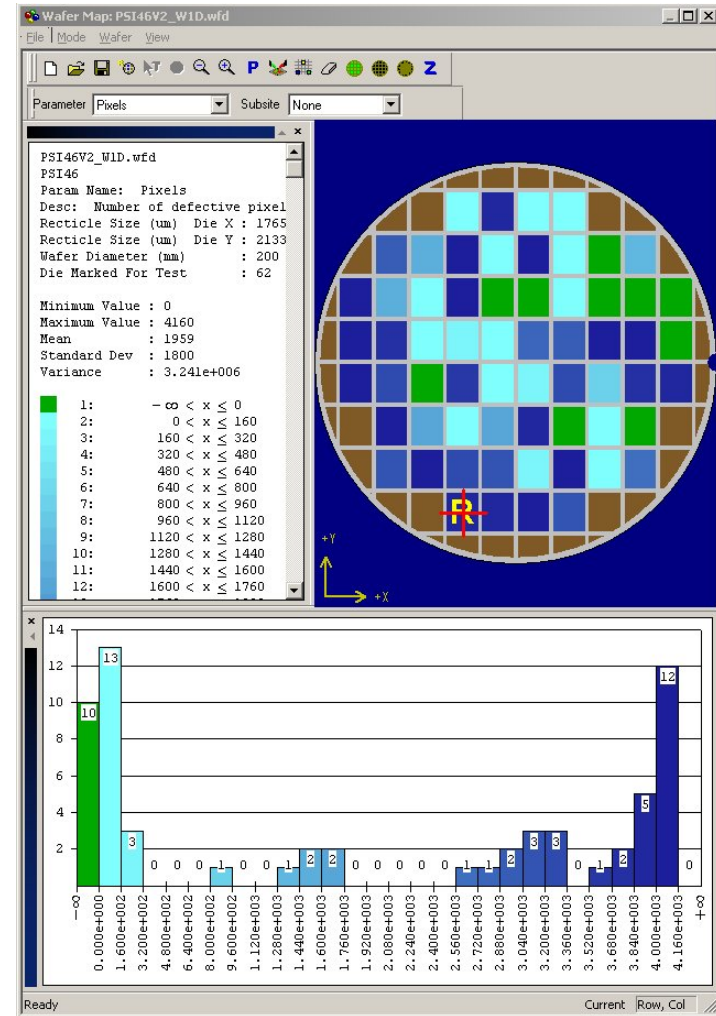 Wafer Map: PSI46V2_W1D.wfd
File Mode Wafer View
P Z
Parameter Pixels Subsite None
PSI46V2_W1D.wfd
PSI46
Param Name: Pixels
Desc: Number of defective pixel
Recticle Size (um) Die X : 1765
Recticle Size (um) Die Y : 2133
Wafer Diameter (mm) : 200
Die Marked For Test : 62
Minimum Value : 0
Maximum Value : 4160
Mean : 1959
Standard Dev : 1800
Variance : 3.241e+006
1: -∞ < x ≤ 0
2: 0 < x ≤ 160
3: 160 < x ≤ 320
4: 320 < x ≤ 480
5: 480 < x ≤ 640
6: 640 < x ≤ 800
7: 800 < x ≤ 960
8: 960 < x ≤ 1120
9: 1120 < x ≤ 1280
10: 1280 < x ≤ 1440
11: 1440 < x ≤ 1600
12: 1600 < x ≤ 1760
R
+Y
+X
14
12
10
8
6
4
2
10 13 3 0 0 0 1 0 0 1 2 2 0 0 0 0 0 1 1 2 3 3 0 1 2 5 12 0
-∞
0.000e+000
1.600e+002
3.200e+002
4.800e+002
6.400e+002
8.000e+002
9.600e+002
1.120e+003
1.280e+003
1.440e+003
1.600e+003
1.760e+003
1.920e+003
2.080e+003
2.240e+003
2.400e+003
2.560e+003
2.720e+003
2.880e+003
3.040e+003
3.200e+003
3.360e+003
3.520e+003
3.680e+003
3.840e+003
4.000e+003
4.160e+003
+∞
Ready Current Row, Col